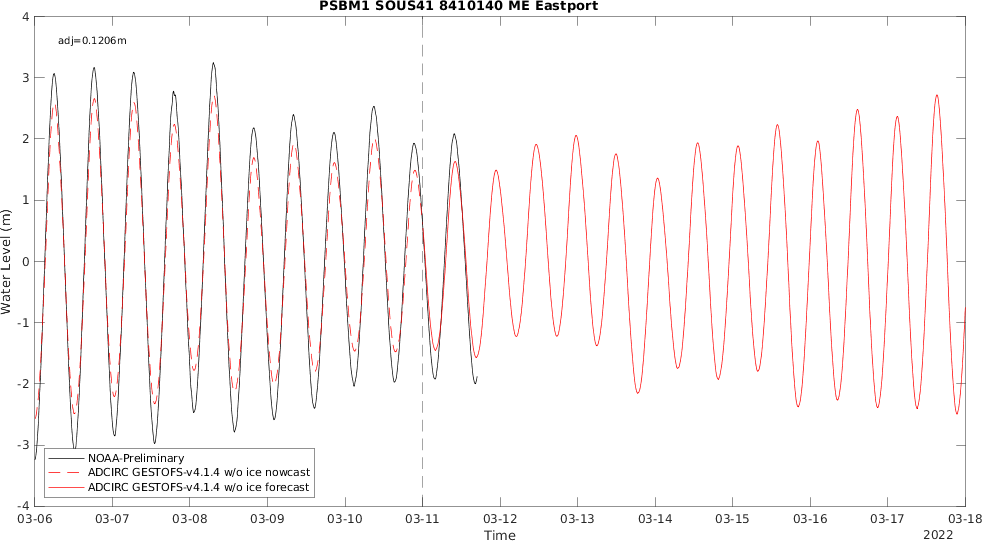 PSBM1 SOUS41 8410140 ME Eastport
adj=0.1206m
4
3
2
1
0
-1
-2
-3
-4
Water Level (m)
NOAA-Preliminary
ADCIRC GESTOFS-v4.1.4 w/o ice nowcast
ADCIRC GESTOFS-v4.1.4 w/o ice forecast
03-06 03-07 03-08 03-09 03-10 03-11 03-12 03-13 03-14 03-15 03-16 03-17 03-18
Time
2022